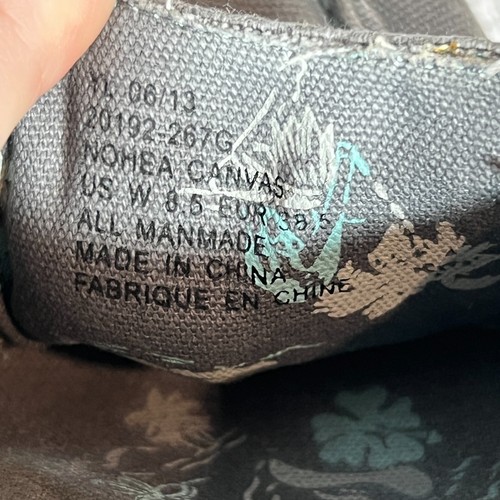 YL 06/13
20192-267G
NOHEA CANVAS
US W 8.5 EUR 38.5
ALL MANMADE
MADE IN CHINA
FABRIQUE EN CHINE